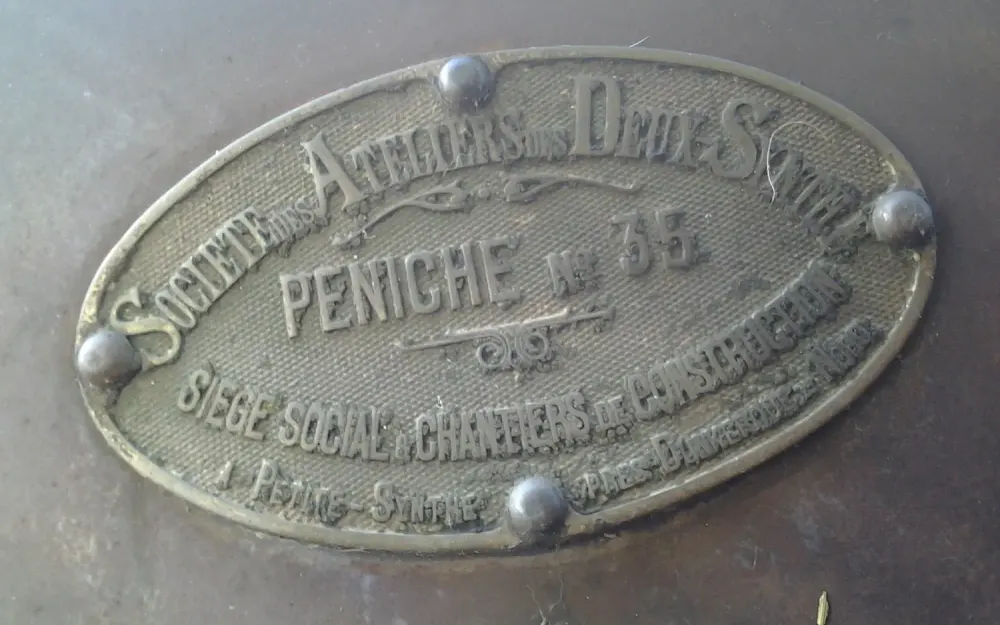 SOCIETE DES ATELIERS DES DEUX-SYNTHE
PENICHE No 35
SIEGE SOCIAL & CHANTIERS DE CONSTRUCTION
A PETITE-SYNTHE PRES-DUNKERQUE-NORD